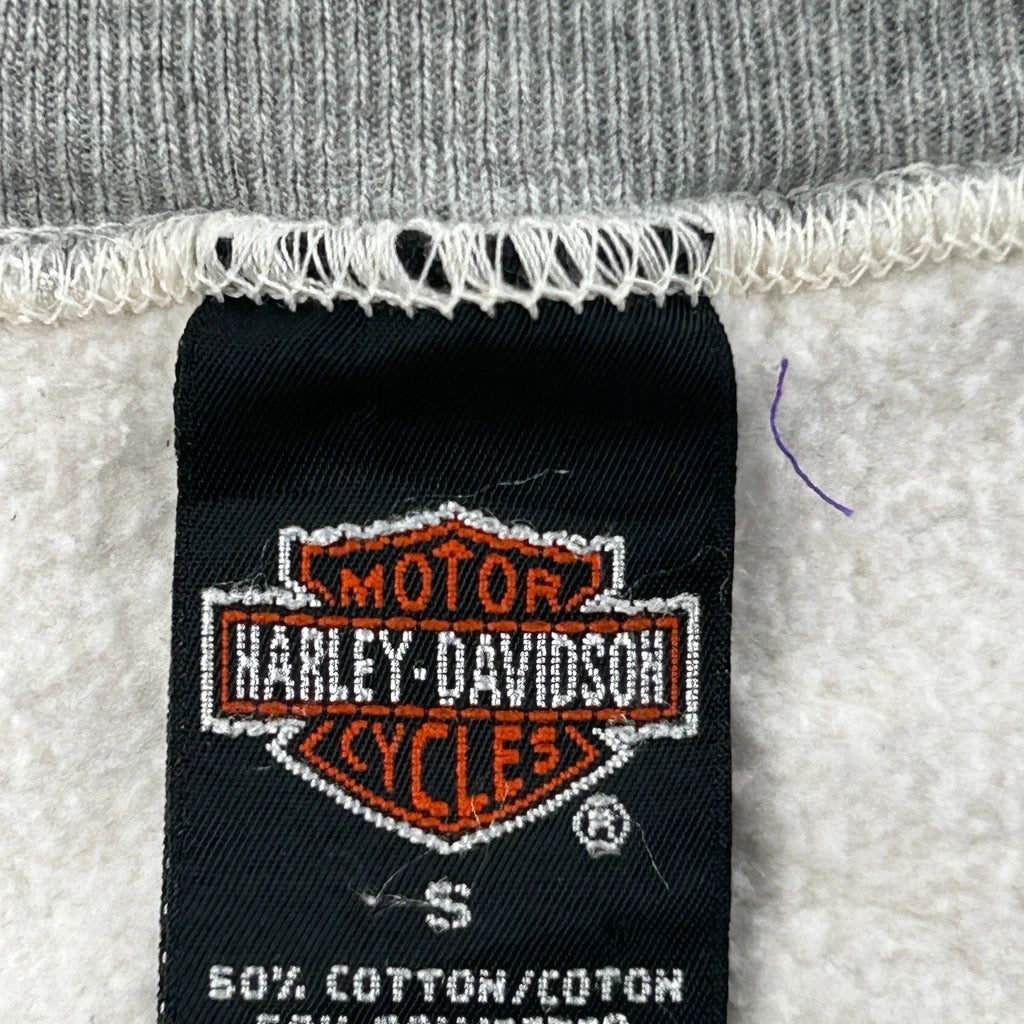 MOTOR
HARLEY-DAVIDSON
CYCLES
®
S
50% COTTON/COTON